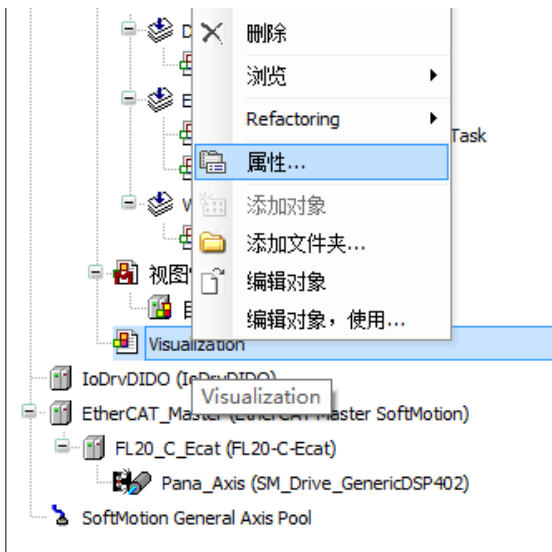 D
删除
浏览
E
Refactoring
Task
属性...
V
添加对象
添加文件夹...
视图
编辑对象
编辑对象，使用...
Visualization
IoDrvDIDO (IoDrvDIDO)
Visualization
EtherCAT_Master (EtherCAT Master SoftMotion)
FL20_C_Ecat (FL20-C-Ecat)
Pana_Axis (SM_Drive_GenericDSP402)
SoftMotion General Axis Pool